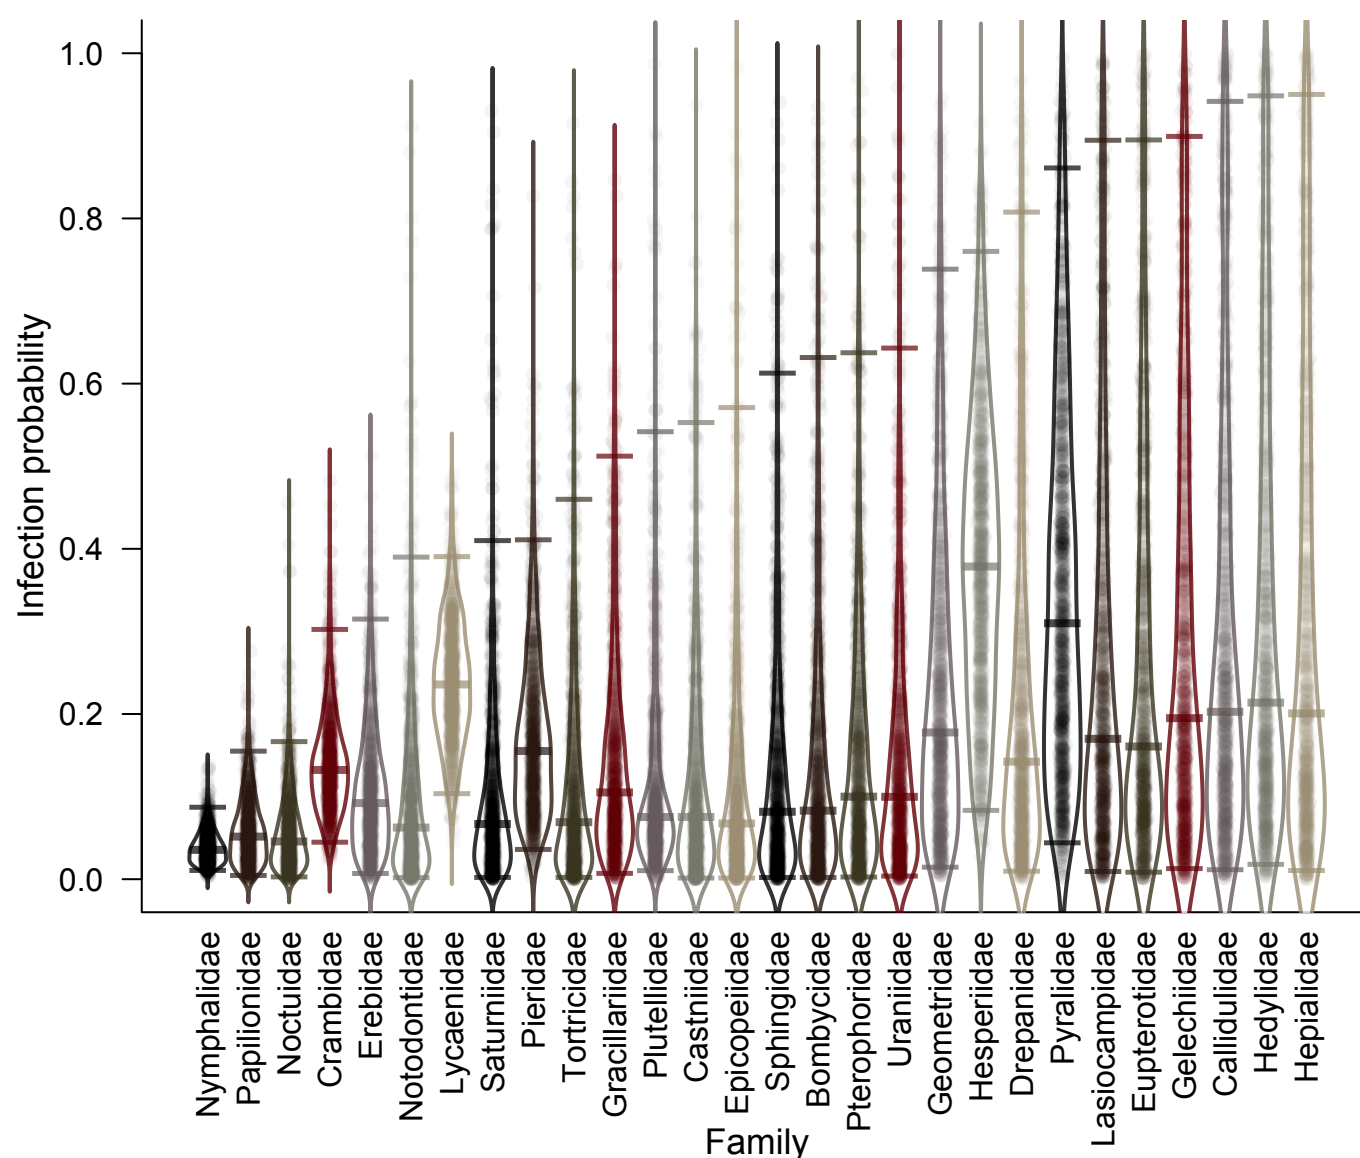 Infection probability
1.0
0.8
0.6
0.4
0.2
0.0
Nymphalidae
Papilionidae
Noctuidae
Crambidae
Erebidae
Notodontidae
Lycaenidae
Saturniidae
Pieridae
Tortricidae
Gracillariidae
Plutellidae
Castniidae
Epicopeiidae
Sphingidae
Bombycidae
Pterophoridae
Uraniidae
Geometridae
Hesperiidae
Drepanidae
Pyralidae
Lasiocampidae
Eupterotidae
Gelechiidae
Callidulidae
Hedylidae
Hepialidae
Family